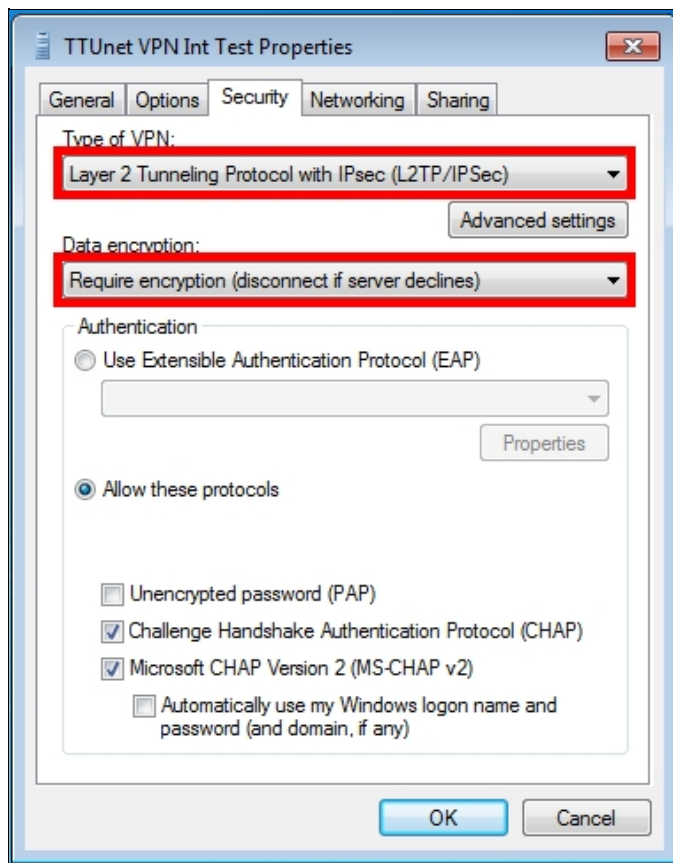 TTUnet VPN Int Test Properties
General Options Security Networking Sharing
Type of VPN:
Layer 2 Tunneling Protocol with IPsec (L2TP/IPSec)
Advanced settings
Data encryption:
Require encryption (disconnect if server declines)
Authentication
Use Extensible Authentication Protocol (EAP)
Properties
Allow these protocols
Unencrypted password (PAP)
Challenge Handshake Authentication Protocol (CHAP)
Microsoft CHAP Version 2 (MS-CHAP v2)
Automatically use my Windows logon name and
password (and domain, if any)
OK Cancel